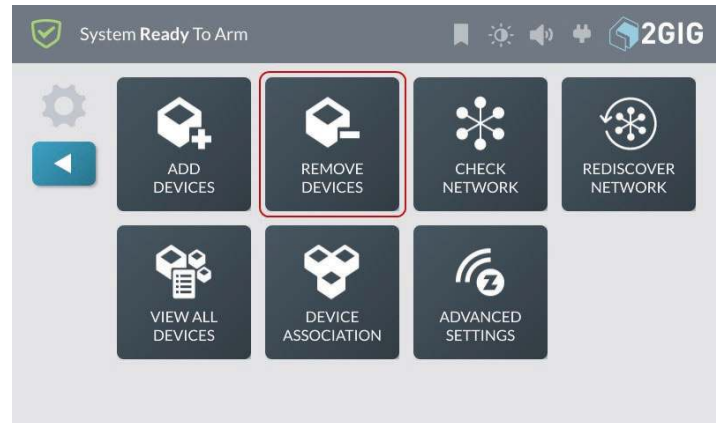 System Ready To Arm
2GIG
ADD
DEVICES
REMOVE
DEVICES
CHECK
NETWORK
REDISCOVER
NETWORK
VIEW ALL
DEVICES
DEVICE
ASSOCIATION
Z
ADVANCED
SETTINGS